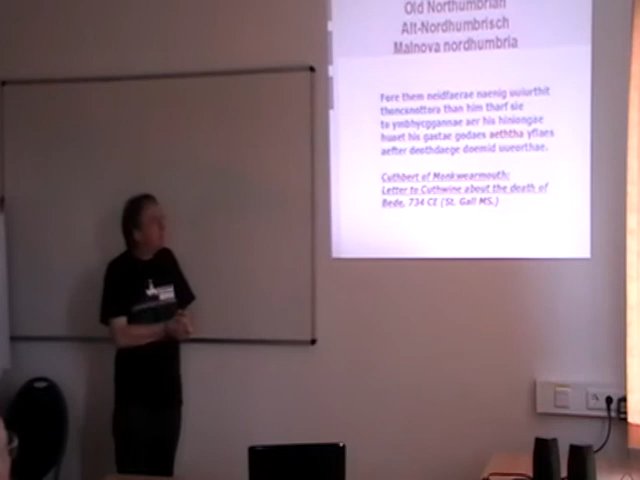 Old Northumbrian
Alt-Nordhumbrisch
Malnova nordhumbria
Fore them neidfaerae naenig uuiurthit
thoncsnottora than him tharf sie
to ymbhycggannae aer his hiniongae
huaet his gastae godaes aeththa yflaes
aefter deothdaege doemid uueorthae.
Cuthbert of Monkwearmouth:
Letter to Cuthwine about the death of
Bede, 734 CE (St. Gall MS.)